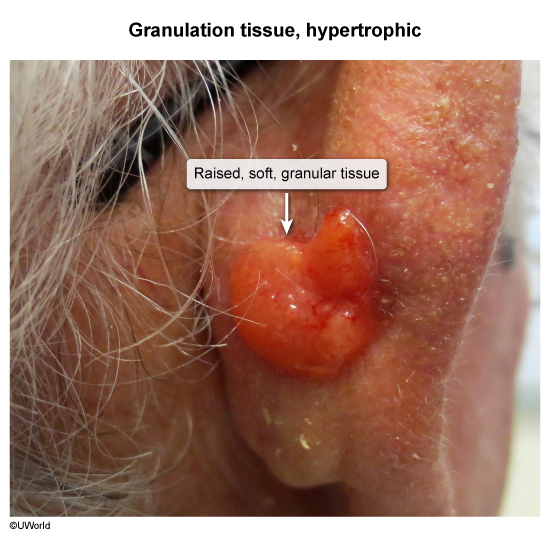 Granulation tissue, hypertrophic
Raised, soft, granular tissue
©UWorld